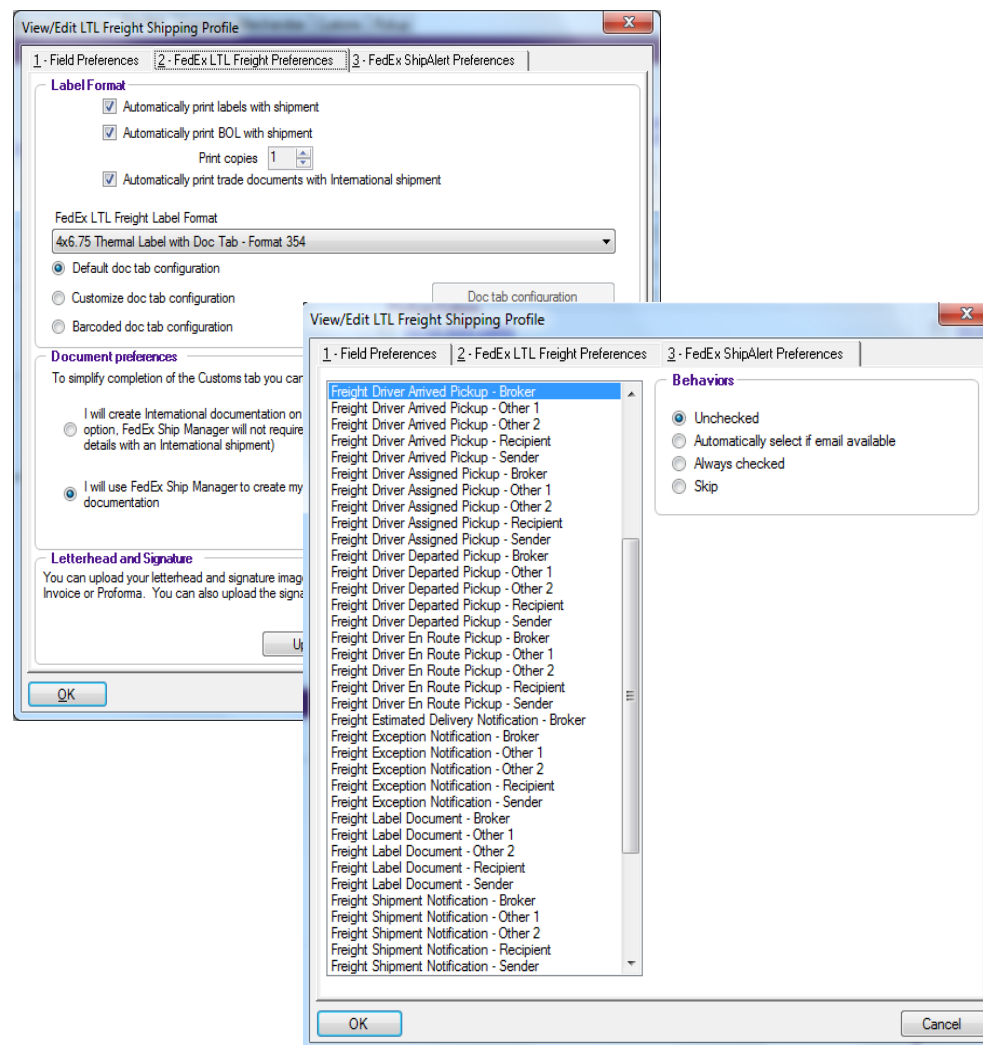 View/Edit LTL Freight Shipping Profile
1 - Field Preferences 2 - FedEx LTL Freight Preferences 3 - FedEx ShipAlert Preferences
Label Format
Automatically print labels with shipment
Automatically print BOL with shipment
Print copies 1
Automatically print trade documents with International shipment
FedEx LTL Freight Label Format
4x6.75 Thermal Label with Doc Tab - Format 354
Default doc tab configuration
Customize doc tab configuration Doc tab configuration
Barcoded doc tab configuration
Document preferences
To simplify completion of the Customs tab you can
I will create International documentation on
option, FedEx Ship Manager will not require
details with an International shipment)
I will use FedEx Ship Manager to create my
documentation
Letterhead and Signature
You can upload your letterhead and signature imag
Invoice or Proforma. You can also upload the signa
OK
View/Edit LTL Freight Shipping Profile
1 - Field Preferences 2 - FedEx LTL Freight Preferences 3 - FedEx ShipAlert Preferences
Freight Driver Arrived Pickup - Broker
Freight Driver Arrived Pickup - Other 1
Freight Driver Arrived Pickup - Other 2
Freight Driver Arrived Pickup - Recipient
Freight Driver Arrived Pickup - Sender
Freight Driver Assigned Pickup - Broker
Freight Driver Assigned Pickup - Other 1
Freight Driver Assigned Pickup - Other 2
Freight Driver Assigned Pickup - Recipient
Freight Driver Assigned Pickup - Sender
Freight Driver Departed Pickup - Broker
Freight Driver Departed Pickup - Other 1
Freight Driver Departed Pickup - Other 2
Freight Driver Departed Pickup - Recipient
Freight Driver Departed Pickup - Sender
Freight Driver En Route Pickup - Broker
Freight Driver En Route Pickup - Other 1
Freight Driver En Route Pickup - Other 2
Freight Driver En Route Pickup - Recipient
Freight Driver En Route Pickup - Sender
Freight Estimated Delivery Notification - Broker
Freight Exception Notification - Broker
Freight Exception Notification - Other 1
Freight Exception Notification - Other 2
Freight Exception Notification - Recipient
Freight Exception Notification - Sender
Freight Label Document - Broker
Freight Label Document - Other 1
Freight Label Document - Other 2
Freight Label Document - Recipient
Freight Label Document - Sender
Freight Shipment Notification - Broker
Freight Shipment Notification - Other 1
Freight Shipment Notification - Other 2
Freight Shipment Notification - Recipient
Freight Shipment Notification - Sender
Behaviors
Unchecked
Automatically select if email available
Always checked
Skip
OK Cancel